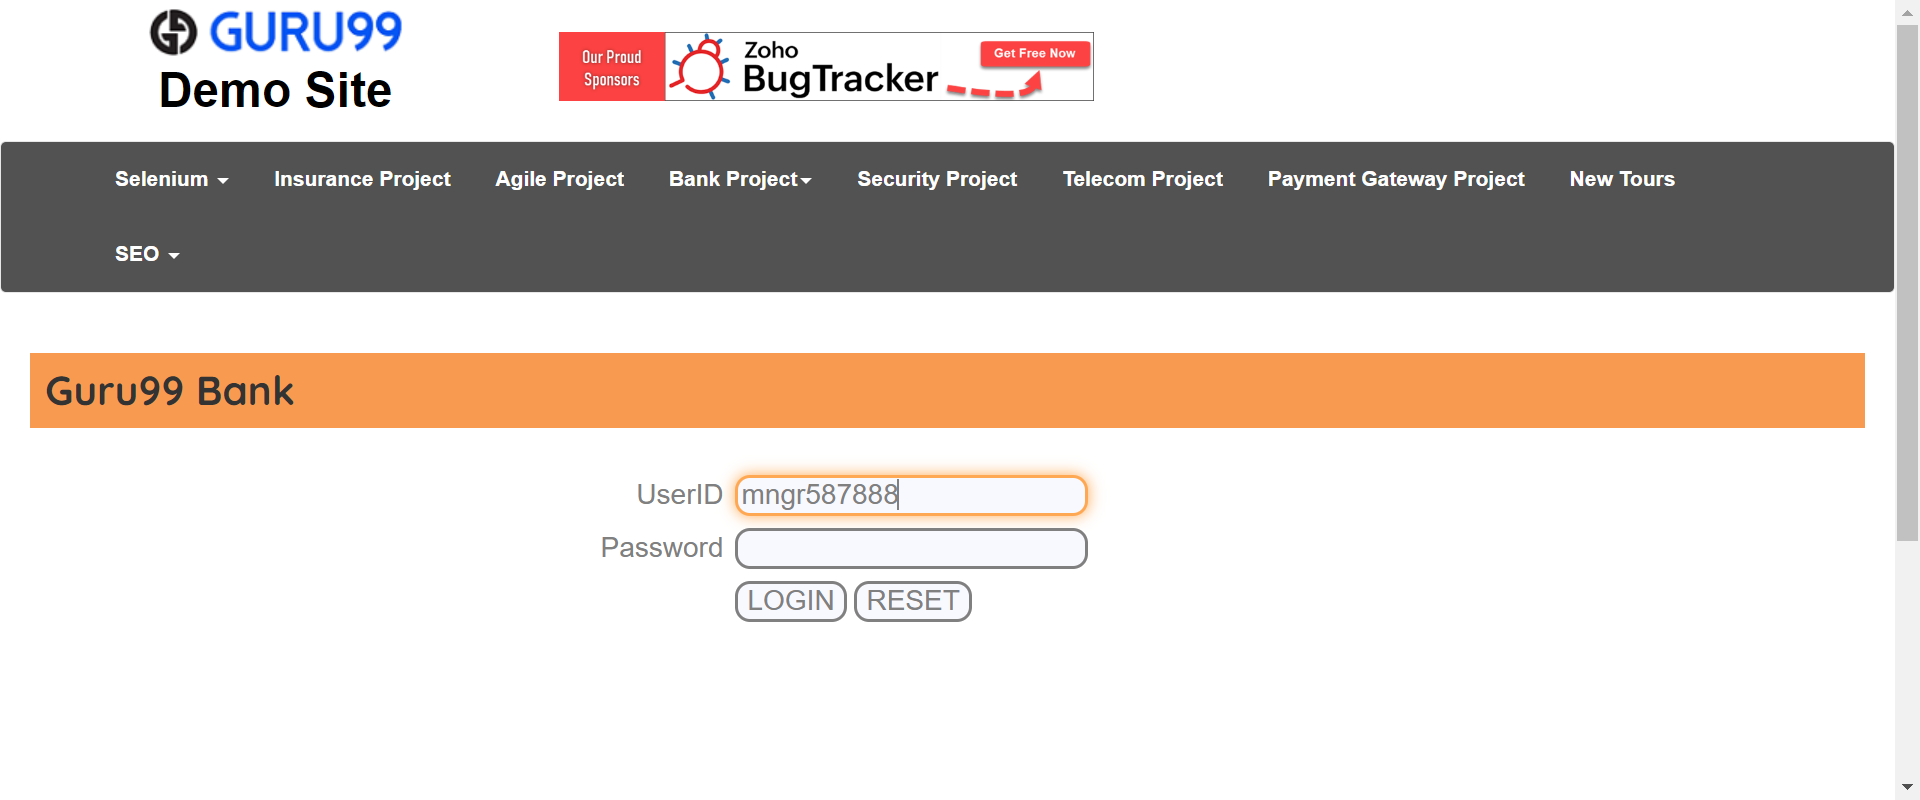 GURU99
Demo Site
Our Proud
Sponsors
Zoho
BugTracker
Get Free Now
Selenium Insurance Project Agile Project Bank Project Security Project Telecom Project Payment Gateway Project New Tours
SEO
Guru99 Bank
UserID mngr587888
Password
LOGIN RESET